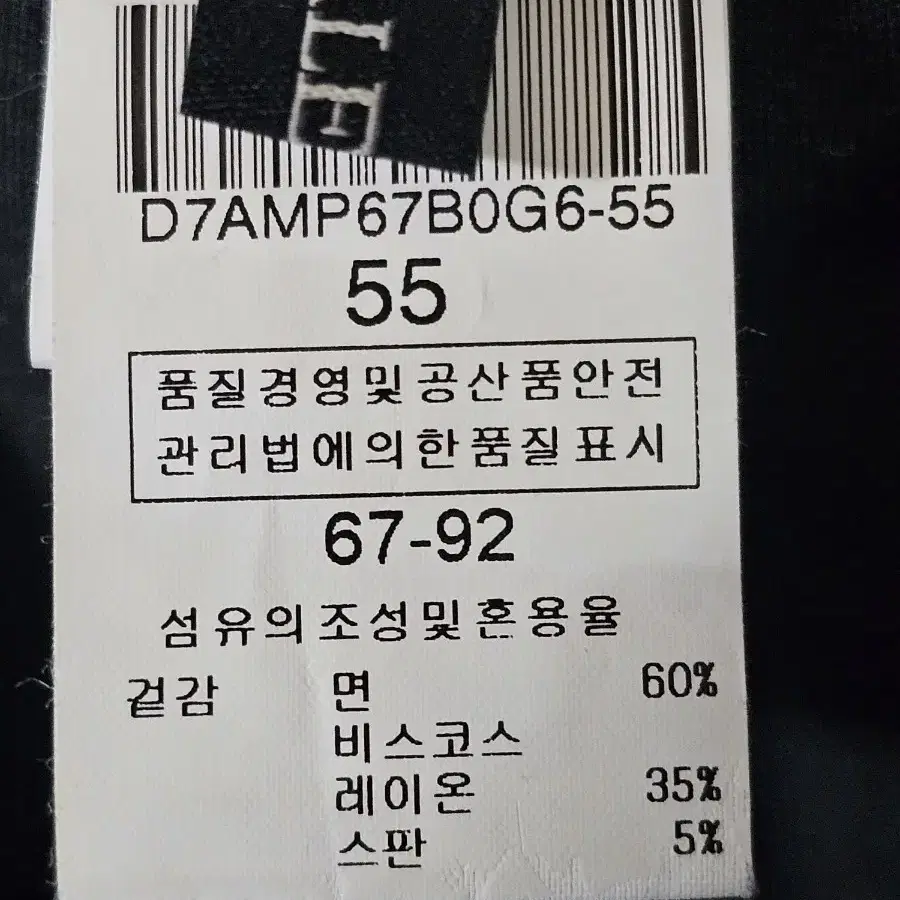 LE
D7AMP67B0G6-55
55
품질경영및공산품안전
관리법에의한품질표시
67-92
섬유의조성및혼용율
겉감 면 60%
비스코스
레이온 35%
스판 5%